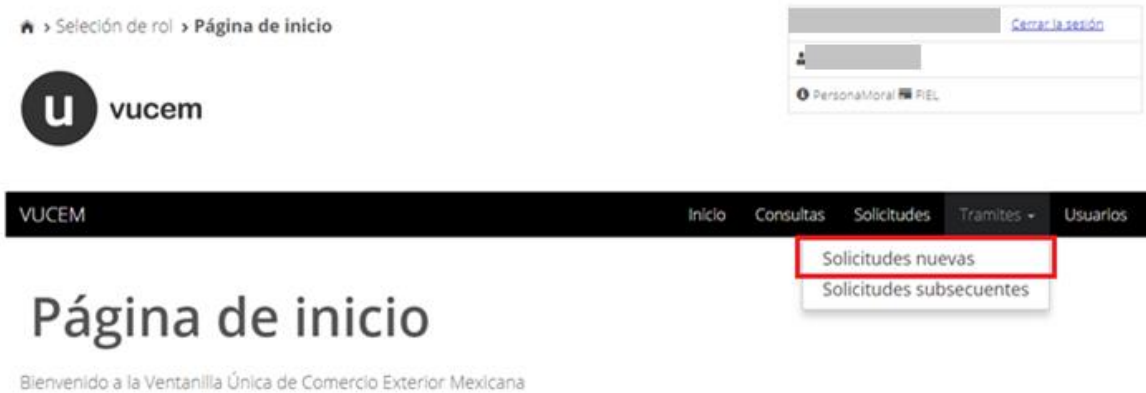 > Seleción de rol > Página de inicio
Cerrar la sesión
PersonaMoral FIEL
u vucem
VUCEM Inicio Consultas Solicitudes Tramites Usuarios
Solicitudes nuevas
Solicitudes subsecuentes
Página de inicio
Bienvenido a la Ventanilla Única de Comercio Exterior Mexicana